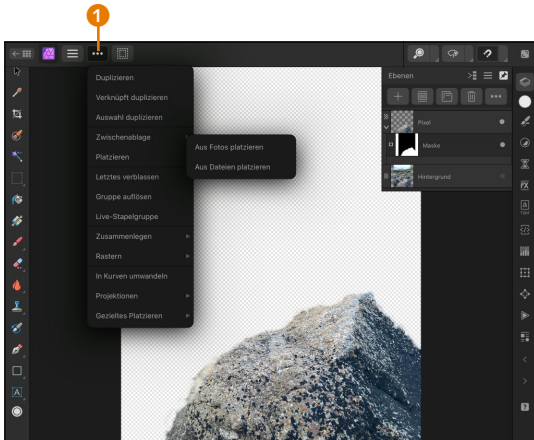 1
Ebenen
Duplizieren
Verknüpft duplizieren
Auswahl duplizieren
Zwischenablage
Platzieren
Letztes verblassen
Gruppe auflösen
Live-Stapelgruppe
Zusammenlegen
Rastern
In Kurven umwandeln
Projektionen
Gezieltes Platzieren
Aus Fotos platzieren
Aus Dateien platzieren
Pixel
Maske
Hintergrund
FX
A
?